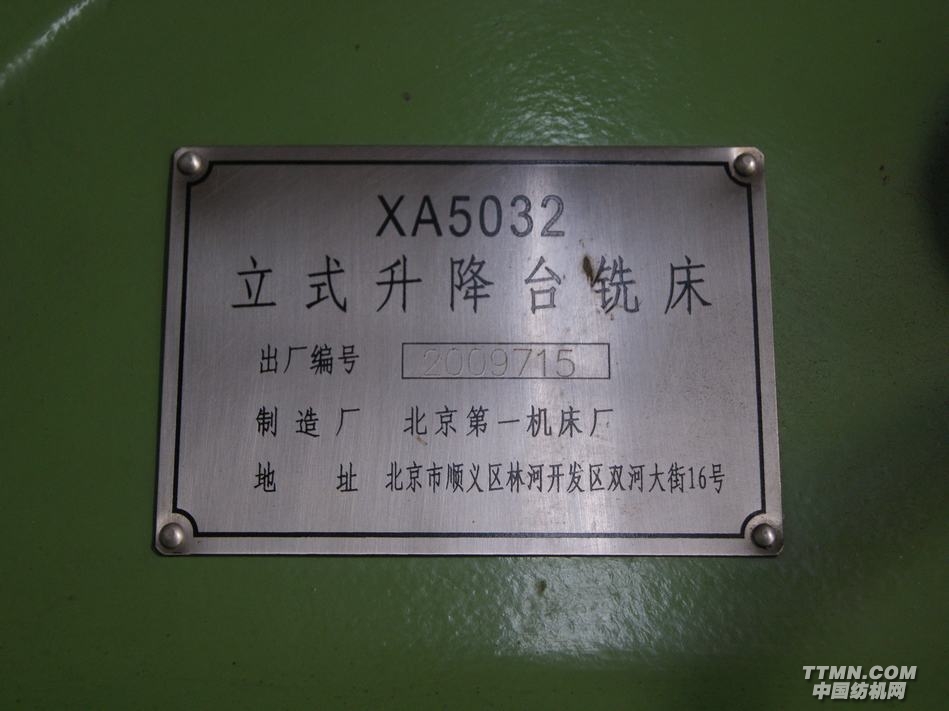 XA5032
立式升降台铣床
出厂编号 2009715
制造厂 北京第一机床厂
地址 北京市顺义区林河开发区双河大街16号
TTMN.COM
中国纺机网